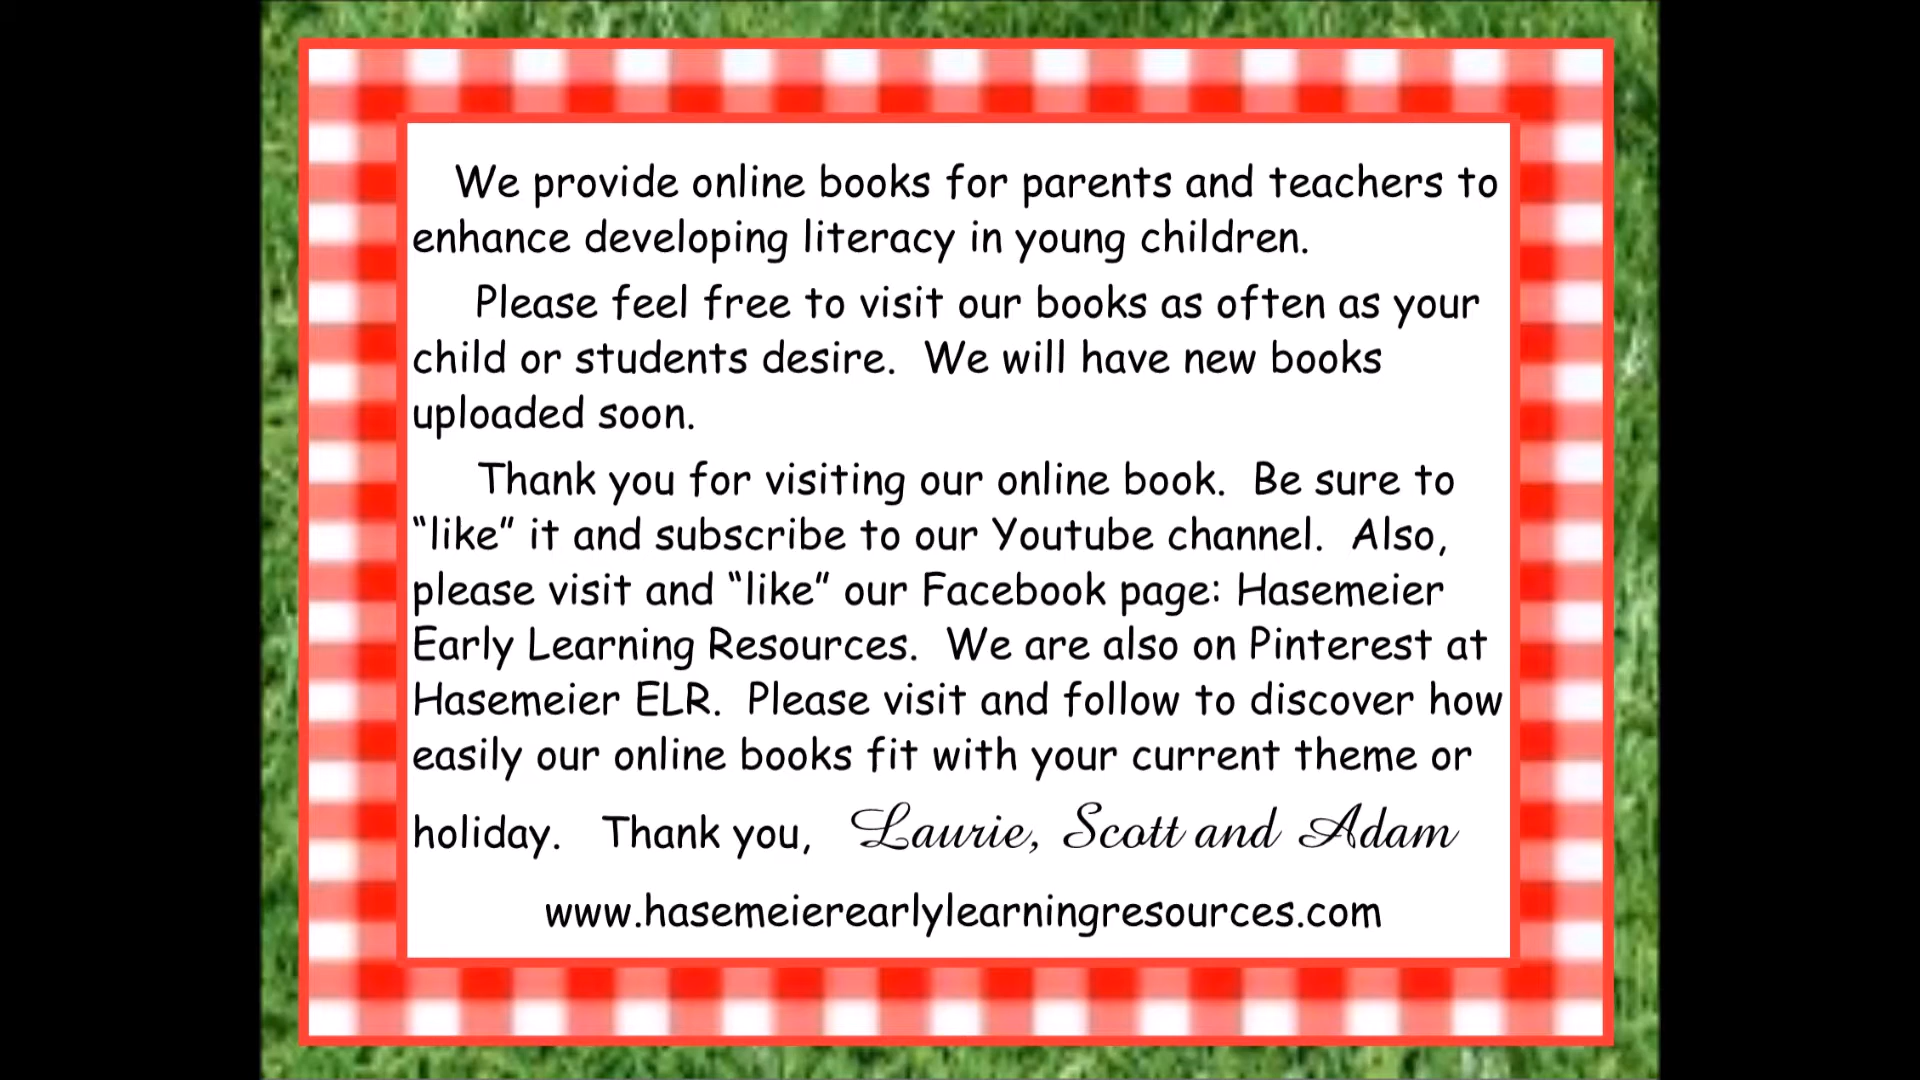 We provide online books for parents and teachers to
enhance developing literacy in young children.
Please feel free to visit our books as often as your
child or students desire.  We will have new books
uploaded soon.
Thank you for visiting our online book.  Be sure to
“like” it and subscribe to our Youtube channel.  Also,
please visit and “like” our Facebook page: Hasemeier
Early Learning Resources.  We are also on Pinterest at
Hasemeier ELR.  Please visit and follow to discover how
easily our online books fit with your current theme or
holiday.   Thank you,   Laurie, Scott and Adam
www.hasemeierearlylearningresources.com